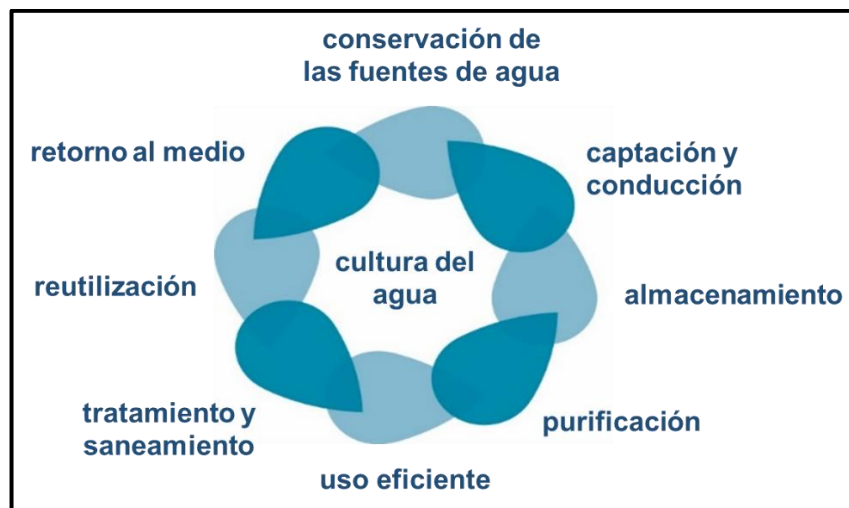 conservación de
las fuentes de agua
captación y
conducción
almacenamiento
purificación
uso eficiente
tratamiento y
saneamiento
reutilización
retorno al medio
cultura del
agua